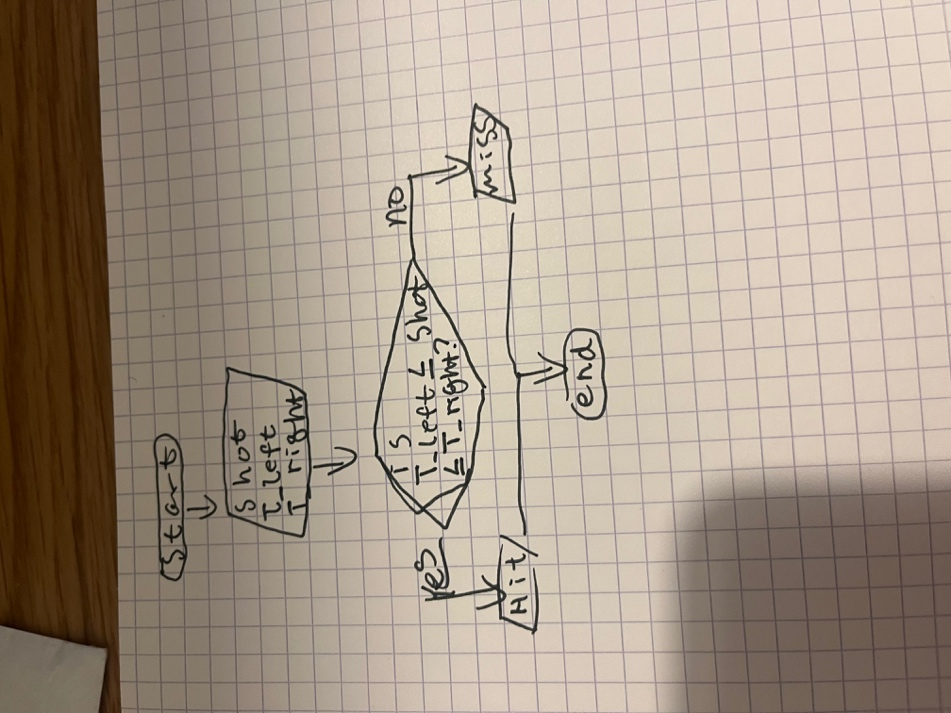 Start
Shot
T_left
T_right
is
T_left ≤ Shot
≤ T_right?
Yes
no
Hit
miss
end